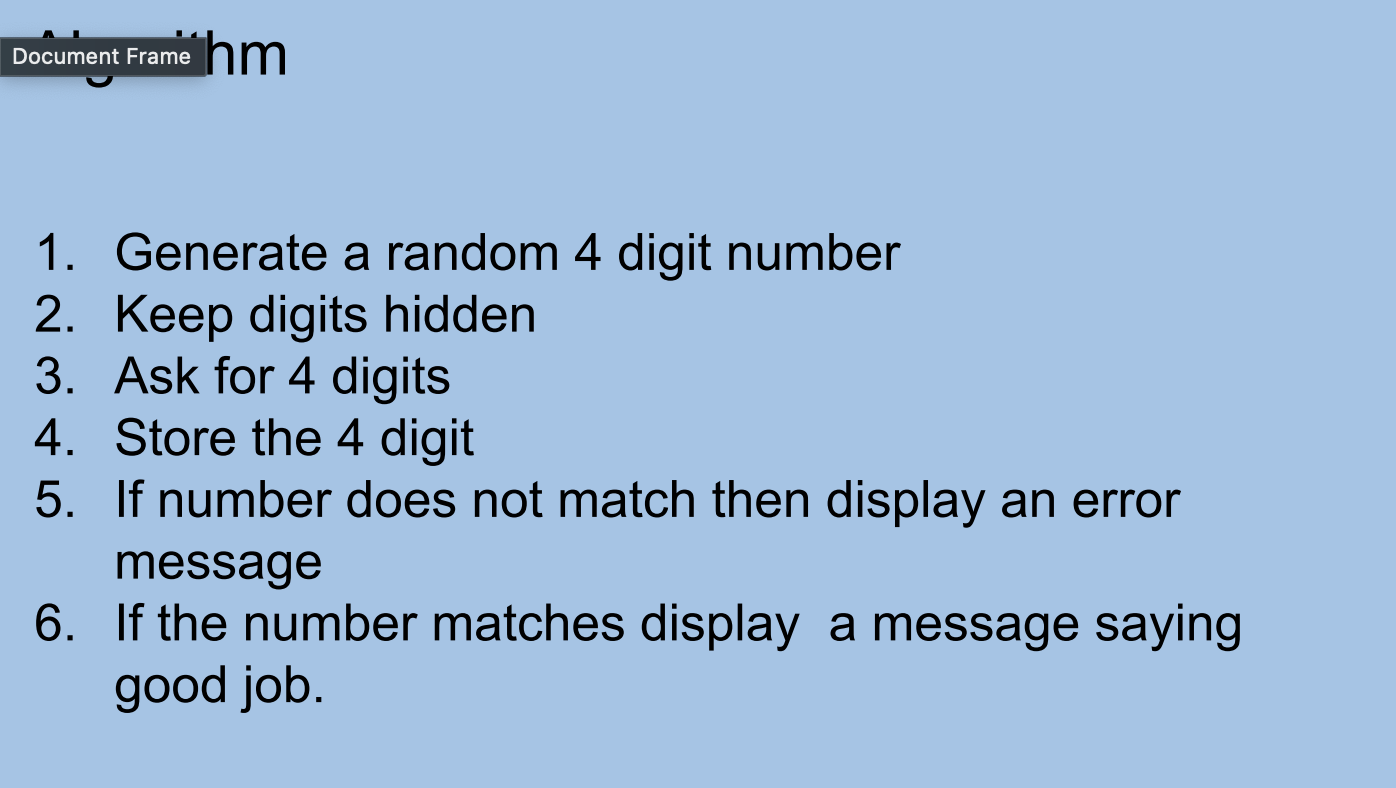 Algorithm
Document Frame
1. Generate a random 4 digit number
2. Keep digits hidden
3. Ask for 4 digits
4. Store the 4 digit
5. If number does not match then display an error
message
6. If the number matches display  a message saying
good job.